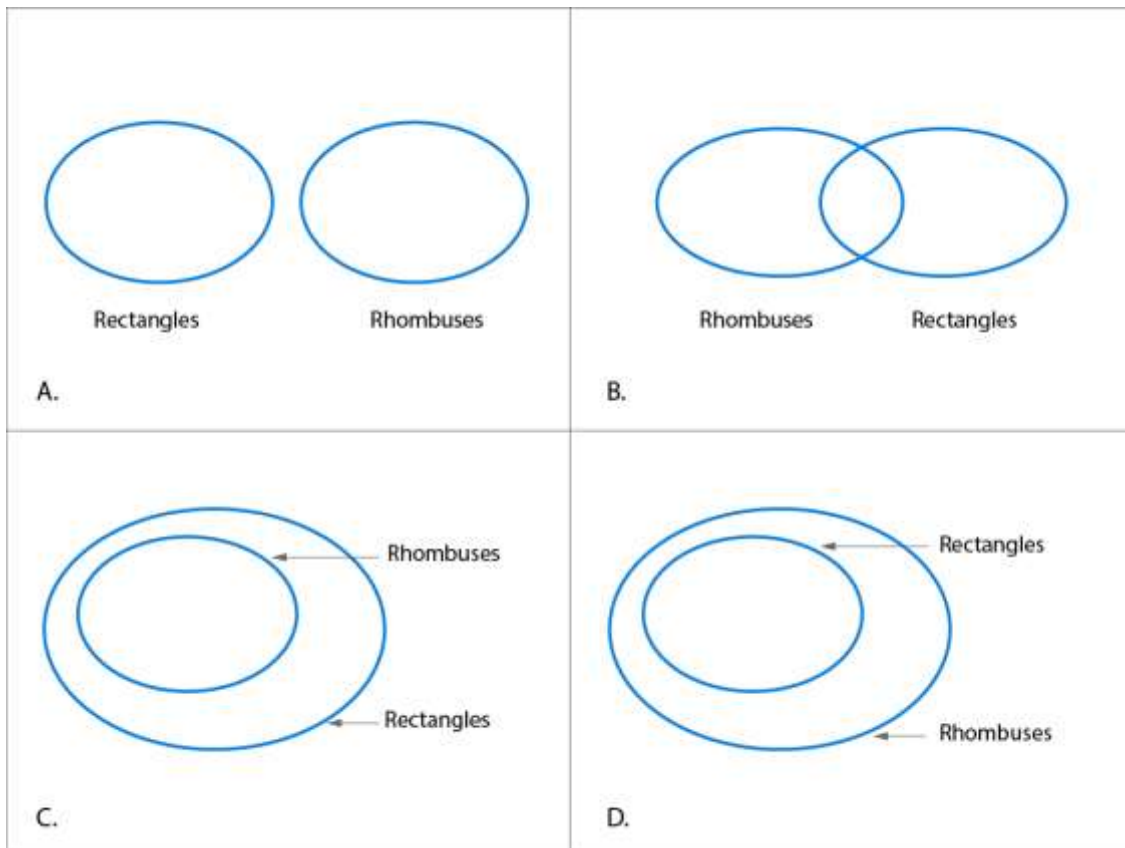 Rectangles
Rhombuses
A.
Rhombuses
Rectangles
B.
Rhombuses
Rectangles
C.
Rectangles
Rhombuses
D.